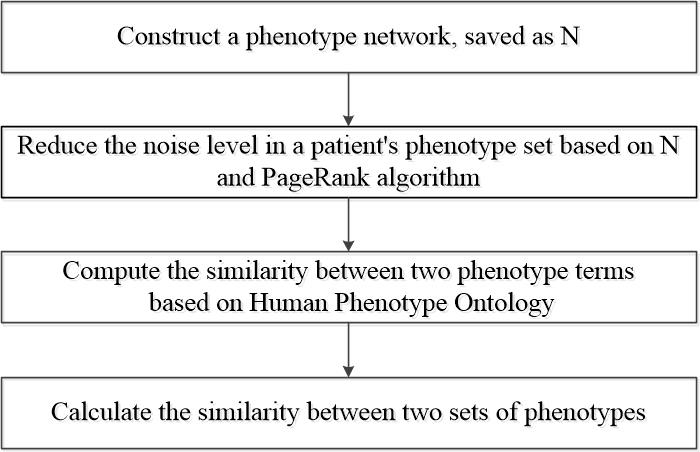 Construct a phenotype network, saved as N
Reduce the noise level in a patient's phenotype set based on N
and PageRank algorithm
Compute the similarity between two phenotype terms
based on Human Phenotype Ontology
Calculate the similarity between two sets of phenotypes